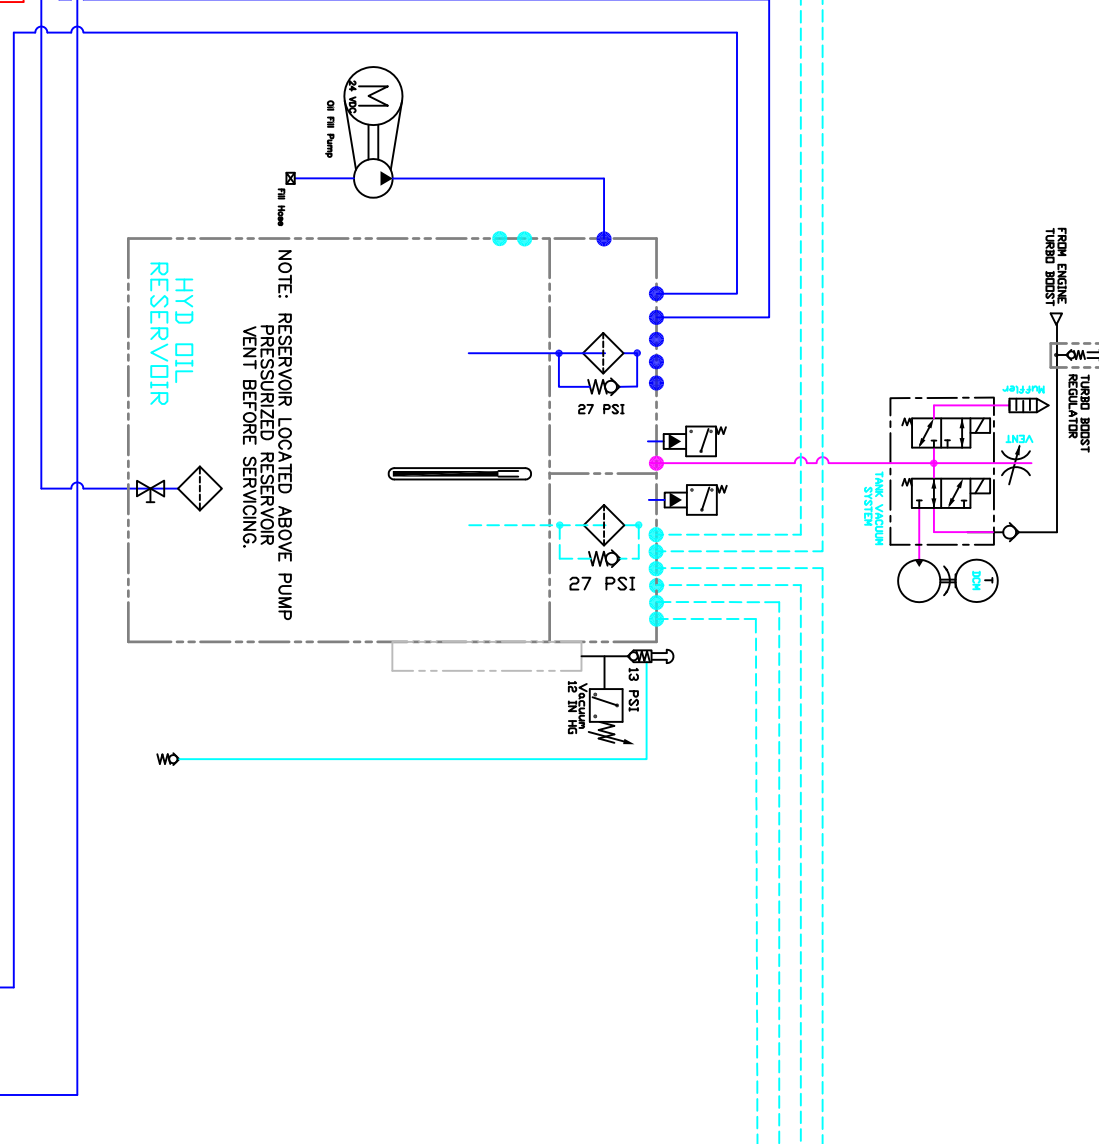 M
24 VDC
Oil Fill Pump
Fill Hose
HYD OIL
RESERVOIR
NOTE: RESERVOIR LOCATED ABOVE PUMP
PRESSURIZED RESERVOIR
VENT BEFORE SERVICING.
27 PSI
27 PSI
13 PSI
Vacuum
12 IN HG
FROM ENGINE
TURBO BOOST
TURBO BOOST
REGULATOR
Muffler
VENT
TANK VACUUM
SYSTEM
DCM
T